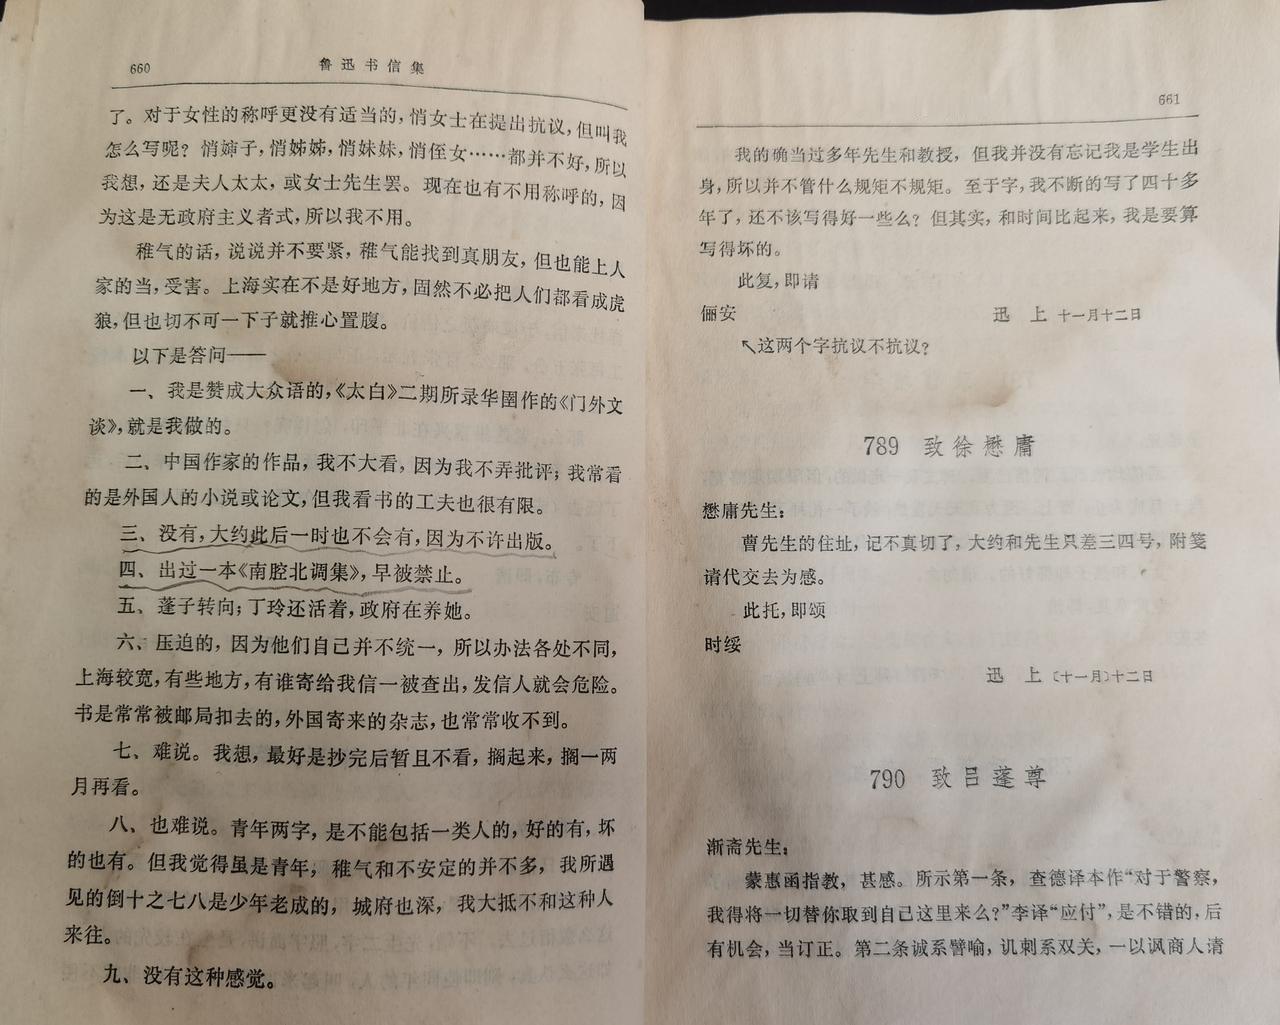 660
鲁迅书信集
了。对于女性的称呼更没有适当的，悄女士在提出抗议，但叫我
怎么写呢？悄婶子，悄姊姊，悄妹妹，悄侄女……都并不好，所以
我想，还是夫人太太，或女士先生罢。现在也有不用称呼的，因
为这是无政府主义者式，所以我不用。
稚气的话，说说并不要紧，稚气能找到真朋友，但也能上人
家的当，受害。上海实在不是好地方，固然不必把人们都看成虎
狼，但也切不可一下子就推心置腹。
以下是答问——
一、我是赞成大众语的，《太白》二期所录华圉作的《门外文
谈》，就是我做的。
二、中国作家的作品，我不大看，因为我不弄批评；我常看
的是外国人的小说或论文，但我看书的工夫也很有限。
三、没有，大约此后一时也不会有，因为不许出版。
四、出过一本《南腔北调集》，早被禁止。
五、蓬子转向；丁玲还活着，政府在养她。
六、压迫的，因为他们自己并不统一，所以办法各处不同，
上海较宽，有些地方，有谁寄给我信一被查出，发信人就会危险。
书是常常被邮局扣去的，外国寄来的杂志，也常常收不到。
七、难说。我想，最好是抄完后暂且不看，搁起来，搁一两
月再看。
八、也难说。青年两字，是不能包括一类人的，好的有，坏
的也有。但我觉得虽是青年，稚气和不安定的并不多，我所遇
见的倒十之七八是少年老成的，城府也深，我大抵不和这种人
来往。
九、没有这种感觉。
661
我的确当过多年先生和教授，但我并没有忘记我是学生出
身，所以并不管什么规矩不规矩。至于字，我不断的写了四十多
年了，还不该写得好一些么？但其实，和时间比起来，我是要算
写得坏的。
此复，即请
俪安
迅 上 十一月十二日
↖这两个字抗议不抗议？
789 致徐懋庸
懋庸先生：
曹先生的住址，记不真切了，大约和先生只差三四号，附笺
请代交去为感。
此托，即颂
时绥
迅 上〔十一月〕十二日
790 致吕蓬尊
渐斋先生：
蒙惠函指教，甚感。所示第一条，查德译本作“对于警察，
我得将一切替你取到自己这里来么？”李译“应付”，是不错的，后
有机会，当订正。第二条诚系譬喻，讥刺系双关，一以讽商人请